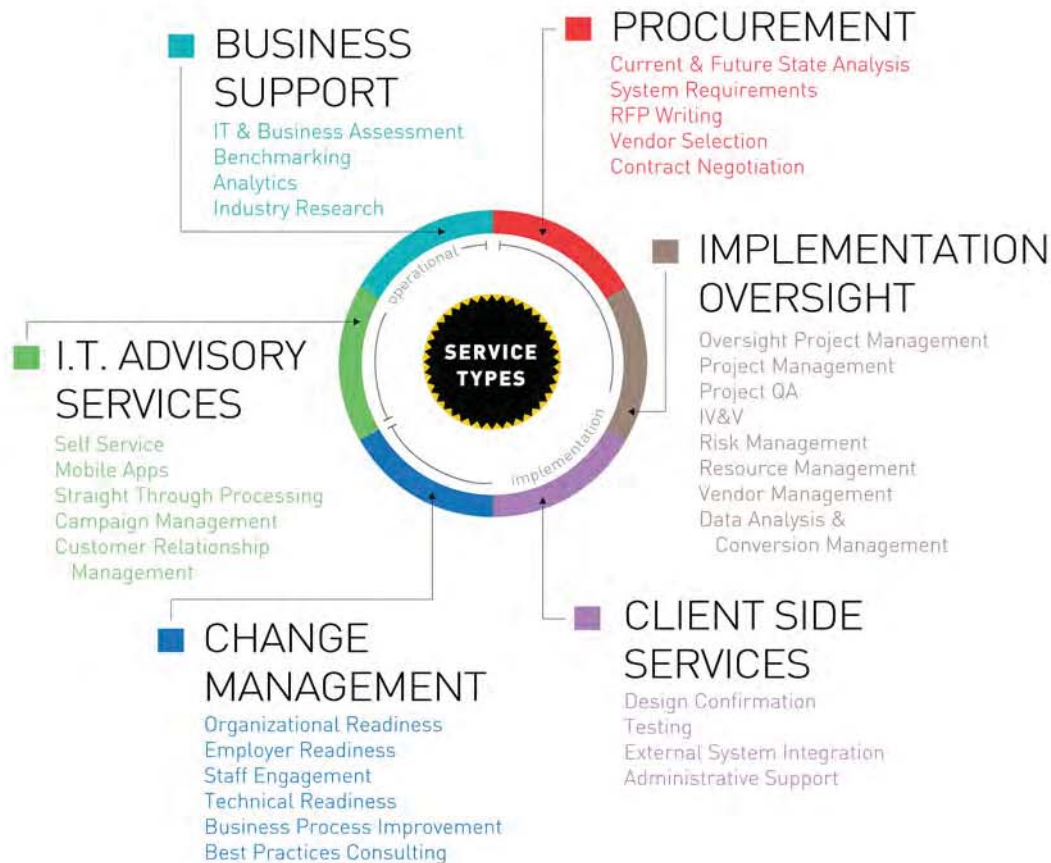 BUSINESS
SUPPORT
IT & Business Assessment
Benchmarking
Analytics
Industry Research
PROCUREMENT
Current & Future State Analysis
System Requirements
RFP Writing
Vendor Selection
Contract Negotiation
IMPLEMENTATION
OVERSIGHT
Oversight Project Management
Project Management
Project QA
IV&V
Risk Management
Resource Management
Vendor Management
Data Analysis &
Conversion Management
operational
SERVICE
TYPES
implementation
I.T. ADVISORY
SERVICES
Self Service
Mobile Apps
Straight Through Processing
Campaign Management
Customer Relationship
Management
CHANGE
MANAGEMENT
Organizational Readiness
Employer Readiness
Staff Engagement
Technical Readiness
Business Process Improvement
Best Practices Consulting
CLIENT SIDE
SERVICES
Design Confirmation
Testing
External System Integration
Administrative Support